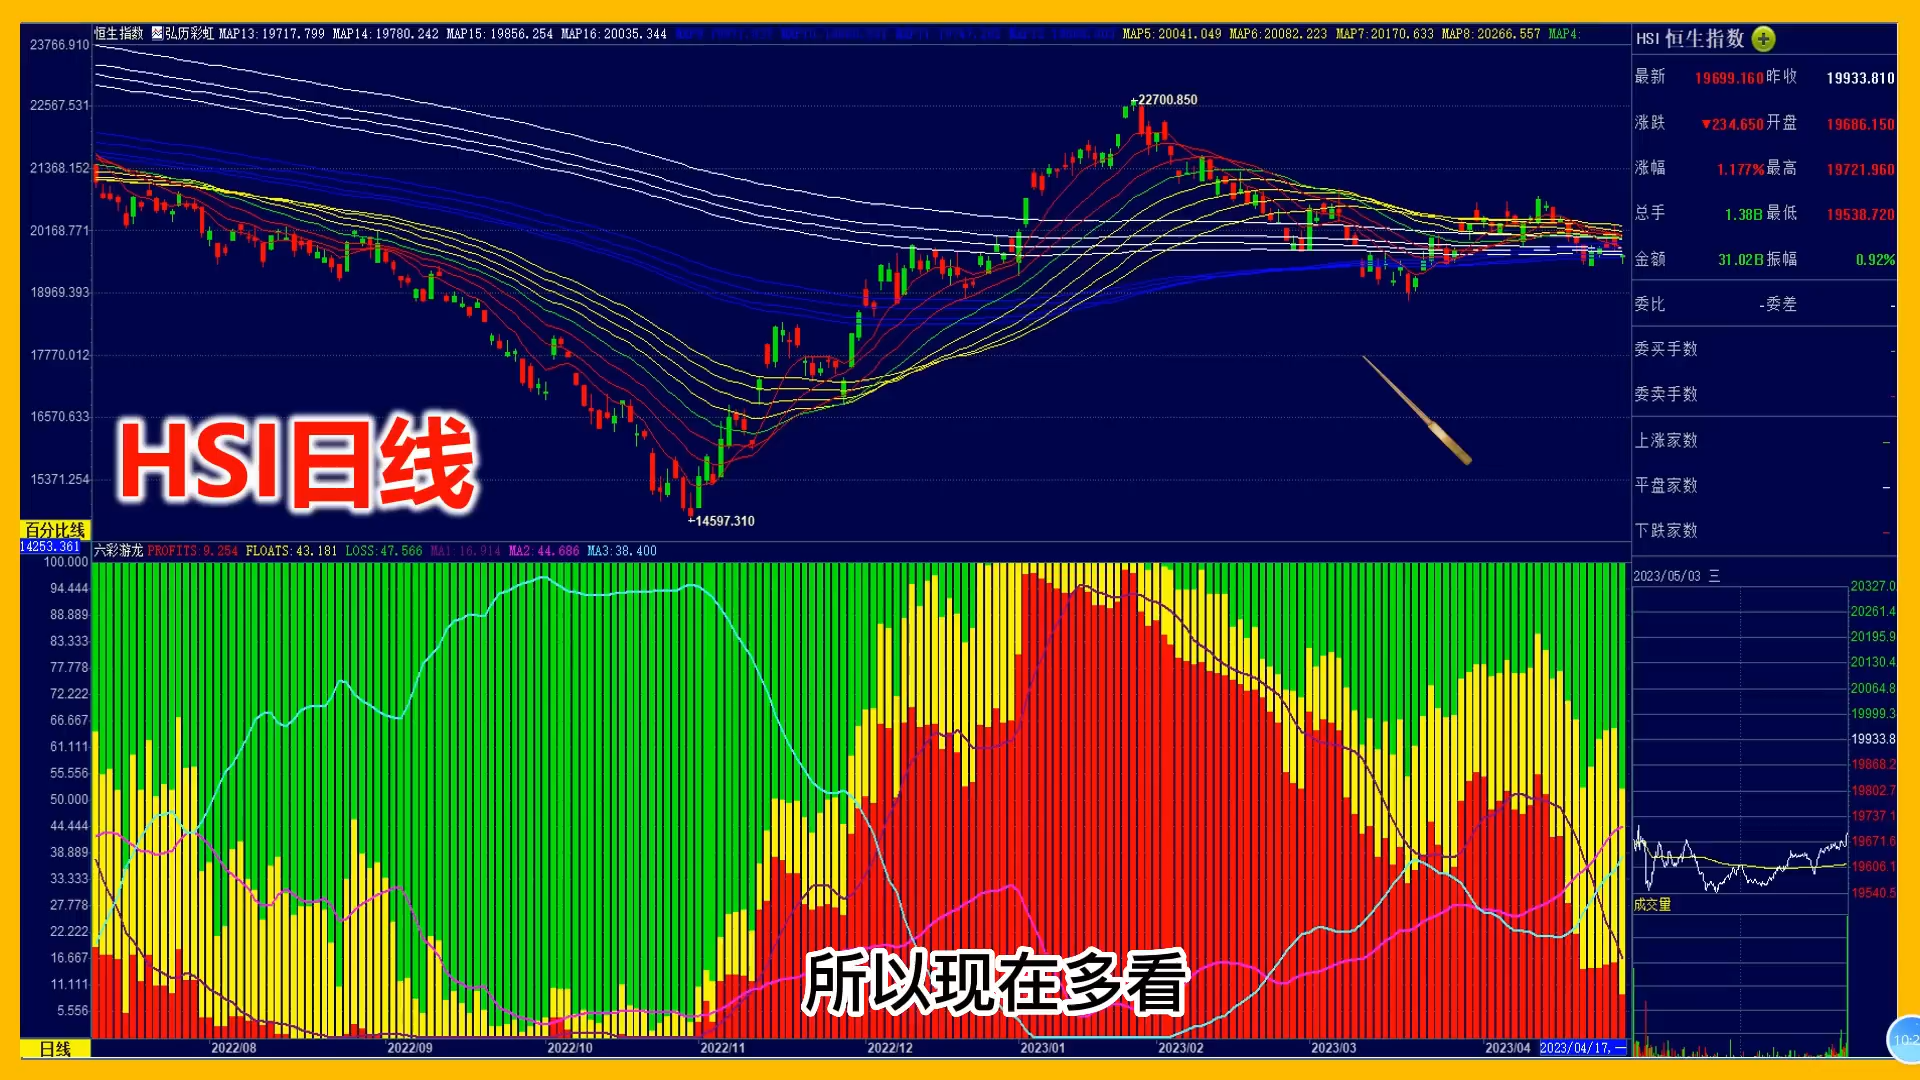 恒生指数 弘历彩虹 MAP13:19717.799 MAP14:19780.242 MAP15:19856.254 MAP16:20035.344 MAP5:20041.049 MAP6:20082.223 MAP7:20170.633 MAP8:20266.557 MAP4:
23766.910
22567.531
21368.152
20168.771
18969.393
17770.012
16570.633
15371.254
22700.850
14597.310
HSI日线
百分比线
14253.361
六彩游龙 PROFITS:9.254 FLOATS:43.181 LOSS:47.566 MA1:16.914 MA2:44.686 MA3:38.400
100.000
94.444
88.889
83.333
77.778
72.222
66.667
61.111
55.556
50.000
44.444
38.889
33.333
27.778
22.222
16.667
11.111
5.556
所以现在多看
日线 2022/08 2022/09 2022/10 2022/11 2022/12 2023/01 2023/02 2023/03 2023/04 2023/04/17,一
HSI 恒生指数
最新 19699.160 昨收 19933.810
涨跌 ▼234.650 开盘 19686.150
涨幅 1.177% 最高 19721.960
总手 1.38B 最低 19538.720
金额 31.02B 振幅 0.92%
委比 - 委差 -
委买手数 -
委卖手数 -
上涨家数 -
平盘家数 -
下跌家数 -
2023/05/03 三
20327.0
20261.4
20195.9
20130.4
20064.8
19999.3
19933.8
19868.2
19802.7
19737.1
19671.6
19606.1
19540.5
成交量